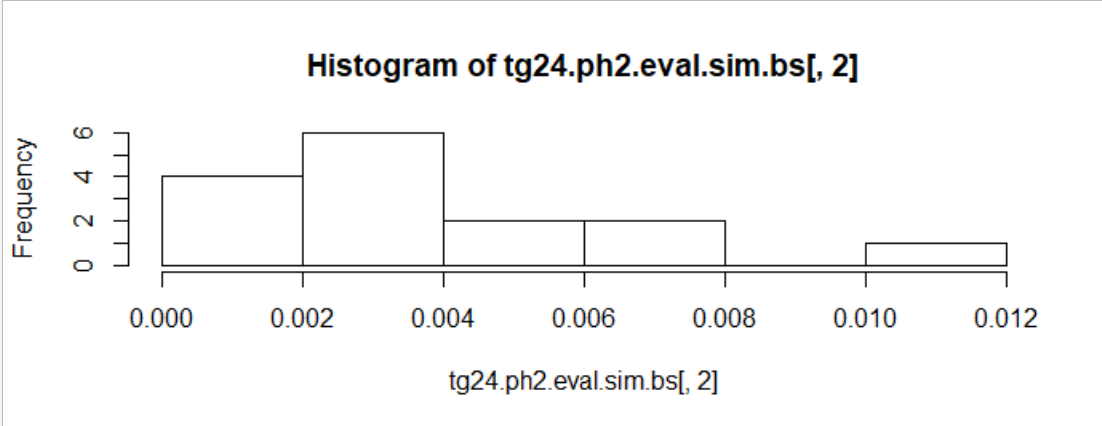 Histogram of tg24.ph2.eval.sim.bs[, 2]
Frequency
6
4
2
0
0.000 0.002 0.004 0.006 0.008 0.010 0.012
tg24.ph2.eval.sim.bs[, 2]